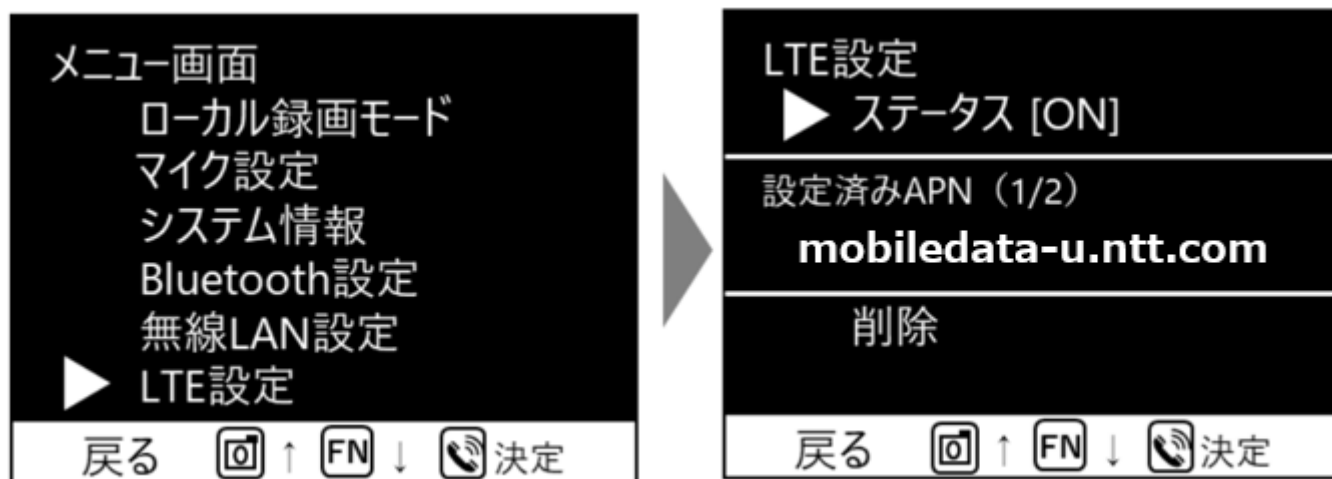 メニュー画面
ローカル録画モード
マイク設定
システム情報
Bluetooth設定
無線LAN設定
LTE設定
戻る ↑ FN ↓ 決定
LTE設定
ステータス [ON]
設定済みAPN（1/2）
mobiledata-u.ntt.com
削除
戻る ↑ FN ↓ 決定